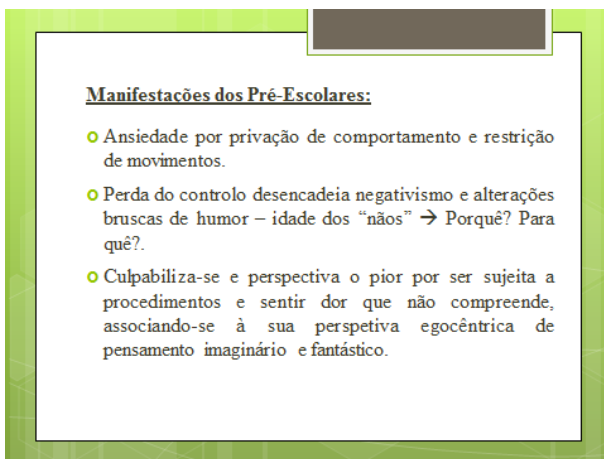 Manifestações dos Pré-Escolares:
Ansiedade por privação de comportamento e restrição
de movimentos.
Perda do controlo desencadeia negativismo e alterações
bruscas de humor – idade dos “nãos” → Porquê? Para
quê?.
Culpabiliza-se e perspectiva o pior por ser sujeita a
procedimentos e sentir dor que não compreende,
associando-se à sua perspetiva egocêntrica de
pensamento imaginário e fantástico.